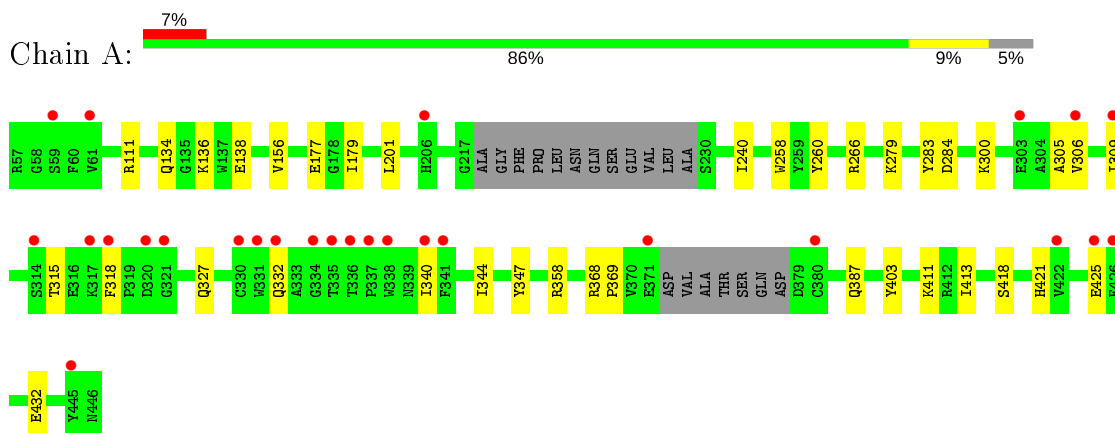 7%
Chain A:
86% 9% 5%
R57 G58 S59 F60 V61 R111 Q134 G135 K136 W137 E138 V156 E177 G178 I179 L201 H206 G217 ALA GLY PHE PRO LEU ASN GLN SER GLU VAL LEU ALA S230 I240 W258 Y259 Y260 R266 K279 Y283 D284 K300 E303 A304 A305 V306 I309
S314 T315 E316 K317 F318 P319 D320 G321 Q327 C330 W331 Q332 A333 G334 T335 T336 P337 W338 N339 I340 F341 I344 Y347 R358 R368 P369 V370 E371 ASP VAL ALA THR SER GLN ASP D379 C380 Q387 Y403 K411 R412 I413 S418 H421 V422 E425
E432 Y445 N446